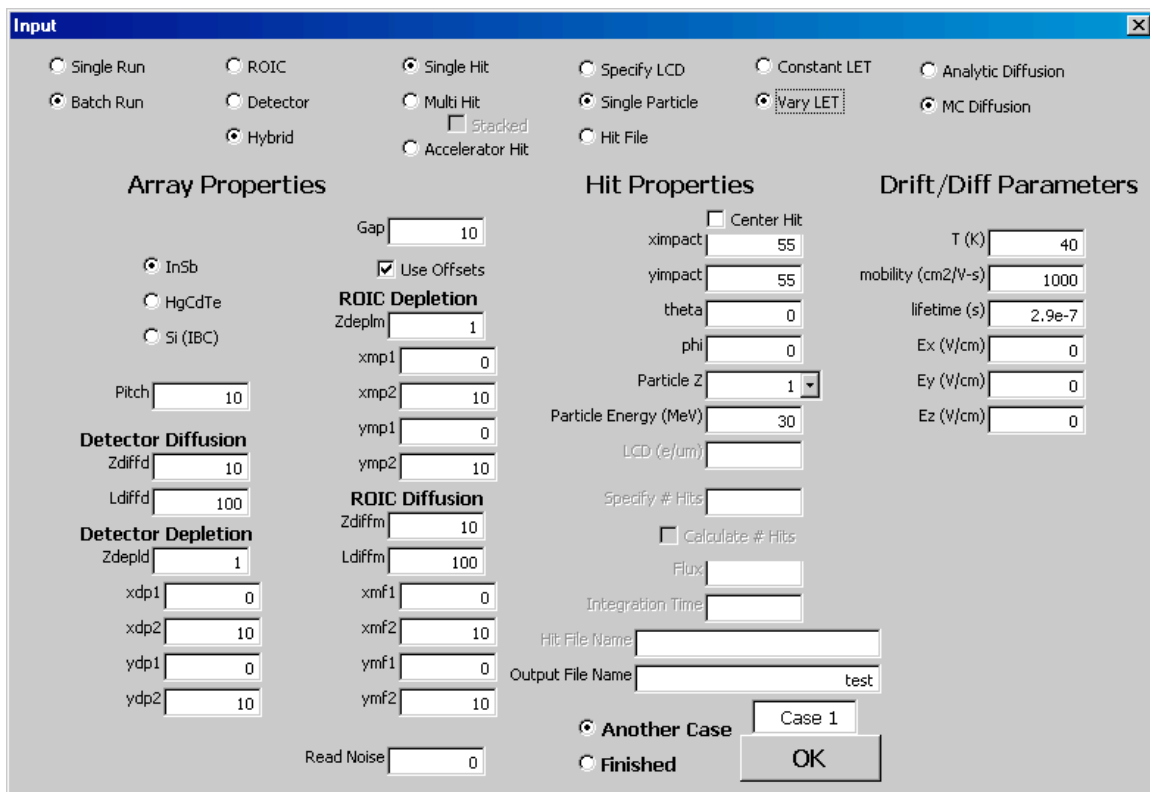 Input
Single Run ROIC Single Hit Specify LCD Constant LET Analytic Diffusion
Batch Run Detector Multi Hit Single Particle Vary LET MC Diffusion
Stacked
Hybrid Accelerator Hit Hit File
Array Properties Hit Properties Drift/Diff Parameters
Gap 10
Use Offsets
InSb
HgCdTe
Si (IBC)
Pitch 10
Detector Diffusion
Zdiffd 10
Ldiffd 100
Detector Depletion
Zdepld 1
xdp1 0
xdp2 10
ydp1 0
ydp2 10
ROIC Depletion
Zdeplm 1
xmp1 0
xmp2 10
ymp1 0
ymp2 10
ROIC Diffusion
Zdiffm 10
Ldiffm 100
xmf1 0
xmf2 10
ymf1 0
ymf2 10
Read Noise 0
Center Hit
ximpact 55
yimpact 55
theta 0
phi 0
Particle Z 1
Particle Energy (MeV) 30
LCD (e/um)
Specify # Hits
Calculate # Hits
Flux
Integration Time
Hit File Name
Output File Name test
Another Case Case 1
Finished OK
T (K) 40
mobility (cm2/V-s) 1000
lifetime (s) 2.9e-7
Ex (V/cm) 0
Ey (V/cm) 0
Ez (V/cm) 0